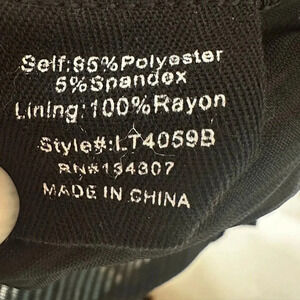 Self:95%Polyester
5%Spandex
Lining:100%Rayon
Style#:LT4059B
RN#134307
MADE IN CHINA